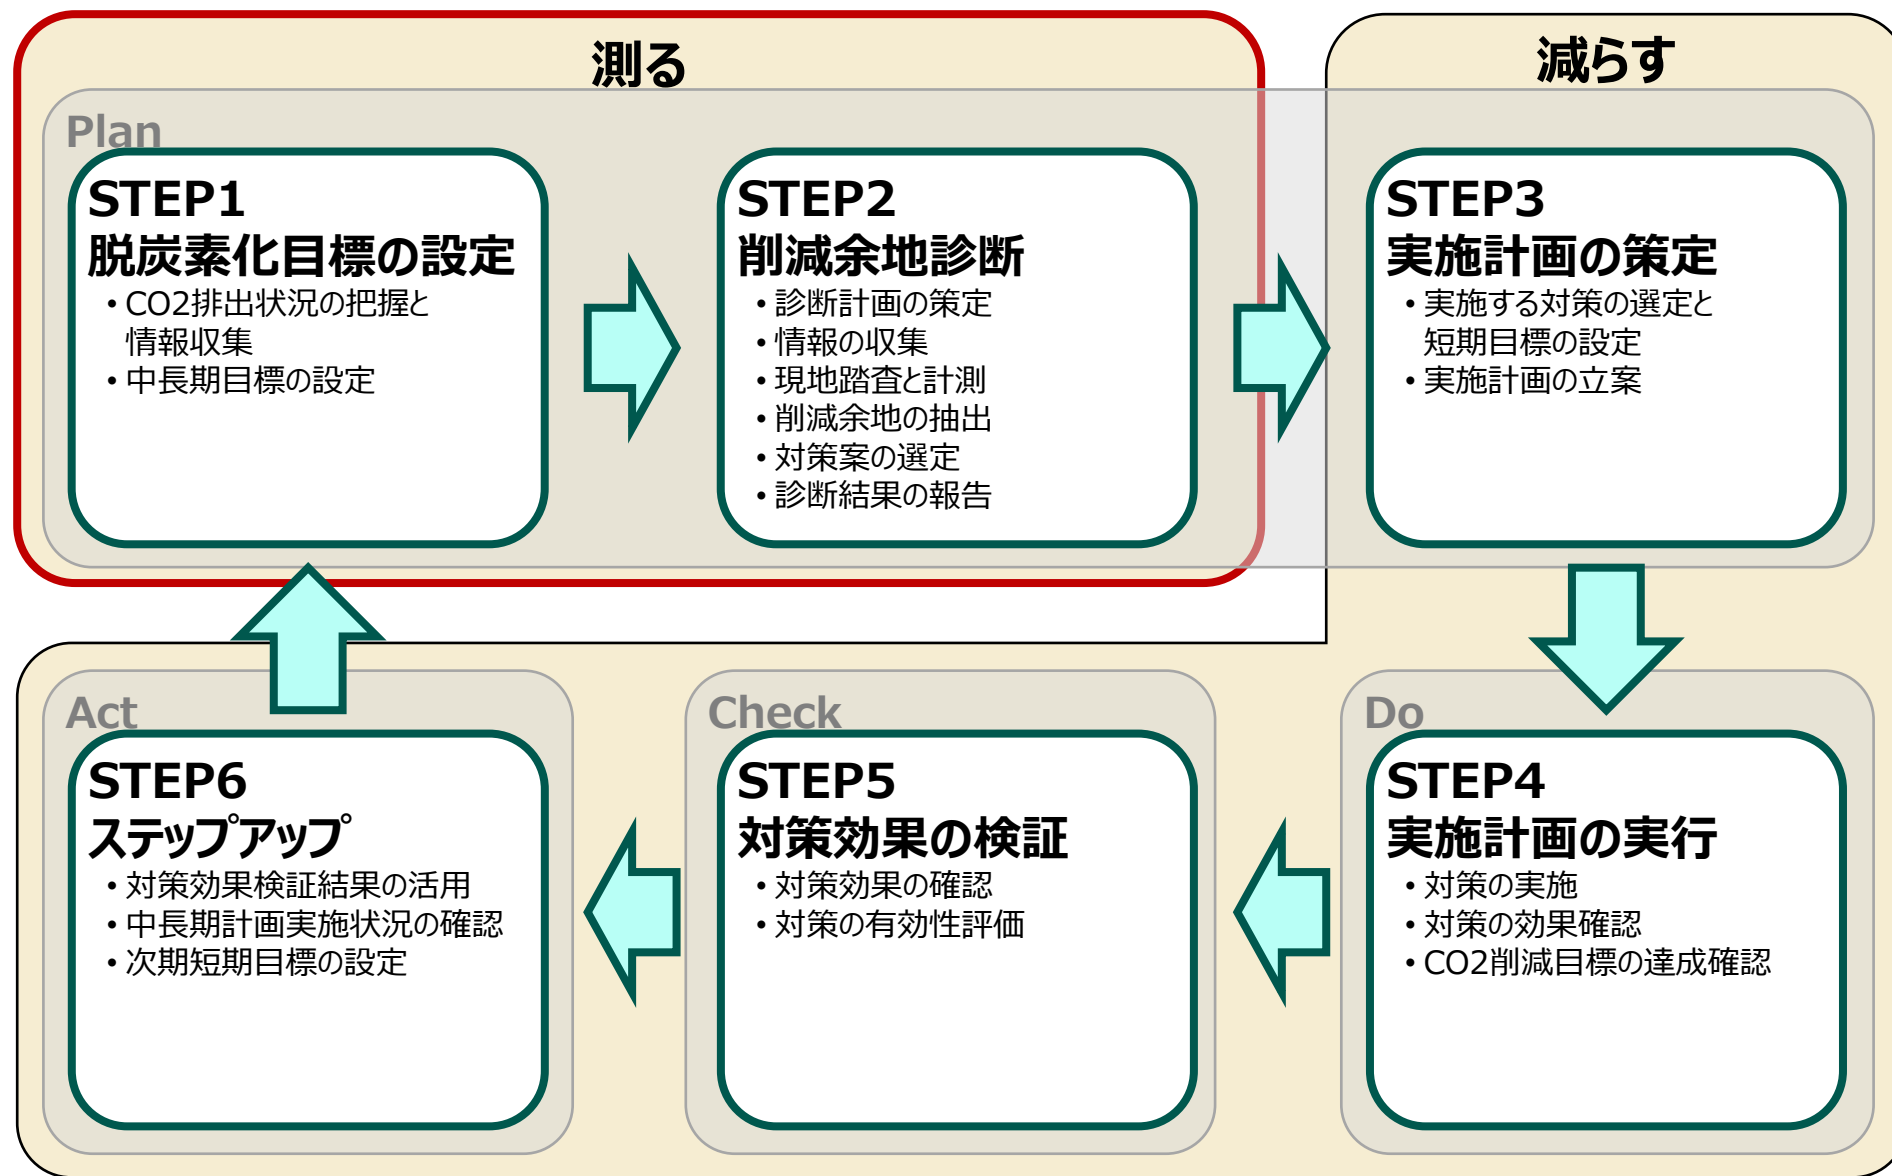 測る
減らす
Plan
STEP1
脱炭素化目標の設定
• CO2排出状況の把握と
情報収集
• 中長期目標の設定
STEP2
削減余地診断
• 診断計画の策定
• 情報の収集
• 現地踏査と計測
• 削減余地の抽出
• 対策案の選定
• 診断結果の報告
STEP3
実施計画の策定
• 実施する対策の選定と
短期目標の設定
• 実施計画の立案
Do
STEP4
実施計画の実行
• 対策の実施
• 対策の効果確認
• CO2削減目標の達成確認
Check
STEP5
対策効果の検証
• 対策効果の確認
• 対策の有効性評価
Act
STEP6
ステップアップ
• 対策効果検証結果の活用
• 中長期計画実施状況の確認
• 次期短期目標の設定